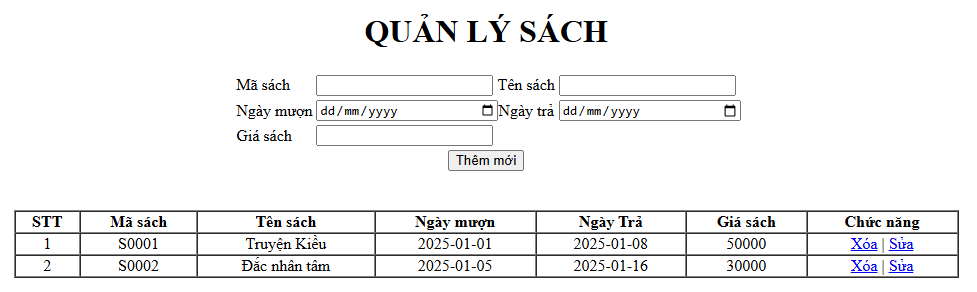 QUẢN LÝ SÁCH
Mã sách Tên sách
Ngày mượn dd/mm/yyyy Ngày trả dd/mm/yyyy
Giá sách
Thêm mới
STT Mã sách Tên sách Ngày mượn Ngày Trả Giá sách Chức năng
1 S0001 Truyện Kiều 2025-01-01 2025-01-08 50000 Xóa | Sửa
2 S0002 Đắc nhân tâm 2025-01-05 2025-01-16 30000 Xóa | Sửa